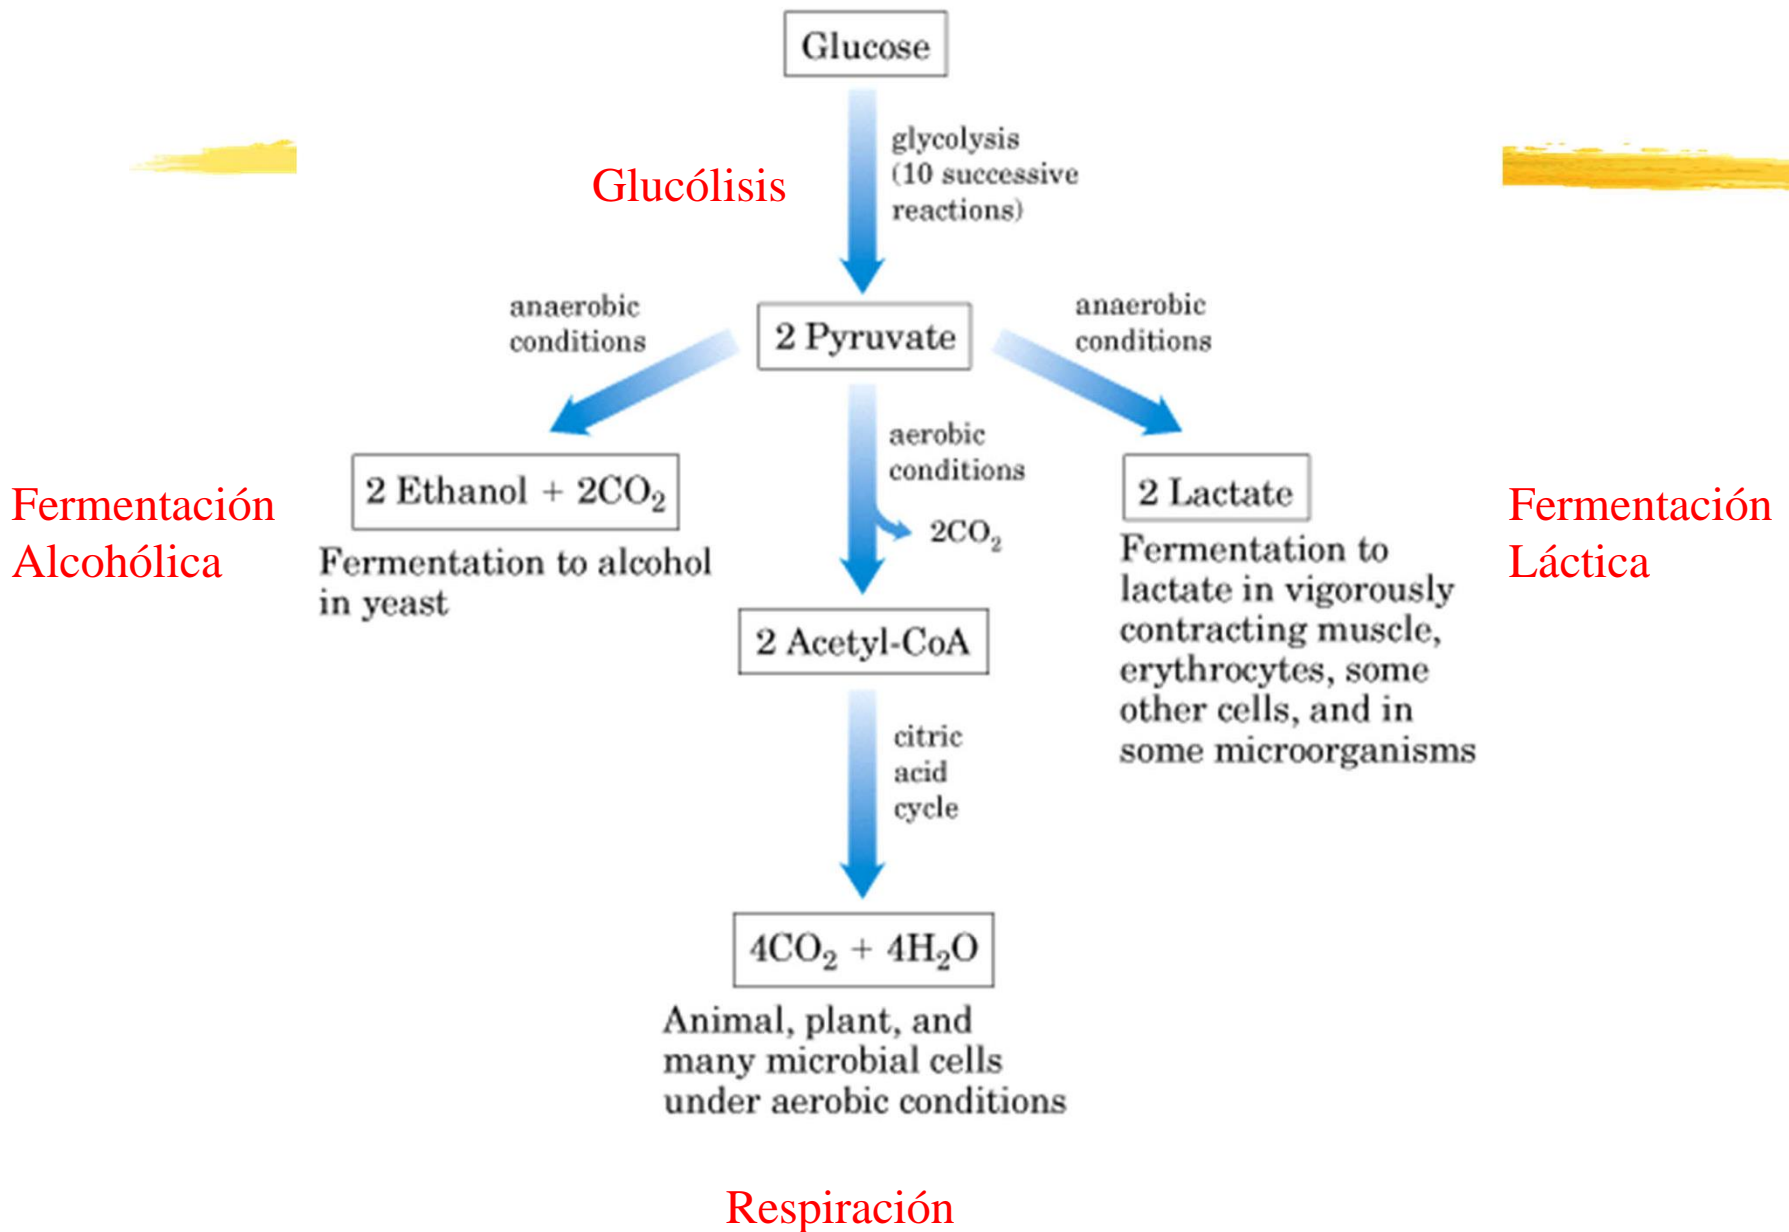 Glucose
glycolysis
(10 successive
reactions)
Glucólisis
anaerobic
conditions
2 Pyruvate
anaerobic
conditions
aerobic
conditions
2 Ethanol + 2CO₂
2CO₂
2 Lactate
Fermentación
Alcohólica
Fermentation to alcohol
in yeast
Fermentation to
lactate in vigorously
contracting muscle,
erythrocytes, some
other cells, and in
some microorganisms
Fermentación
Láctica
2 Acetyl-CoA
citric
acid
cycle
4CO₂ + 4H₂O
Animal, plant, and
many microbial cells
under aerobic conditions
Respiración